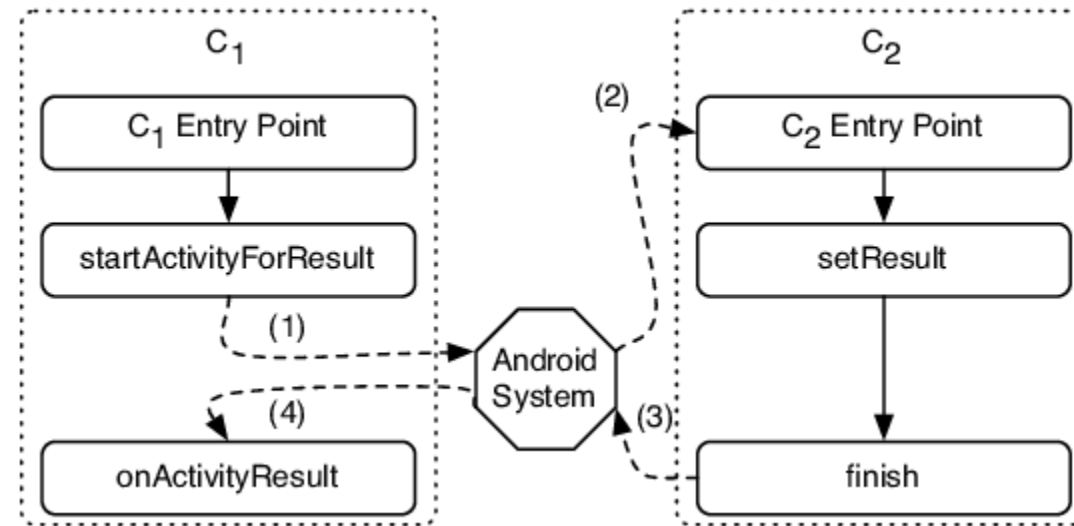 C1
C1 Entry Point
startActivityForResult
(1)
(4)
onActivityResult
Android
System
(2)
(3)
C2
C2 Entry Point
setResult
finish